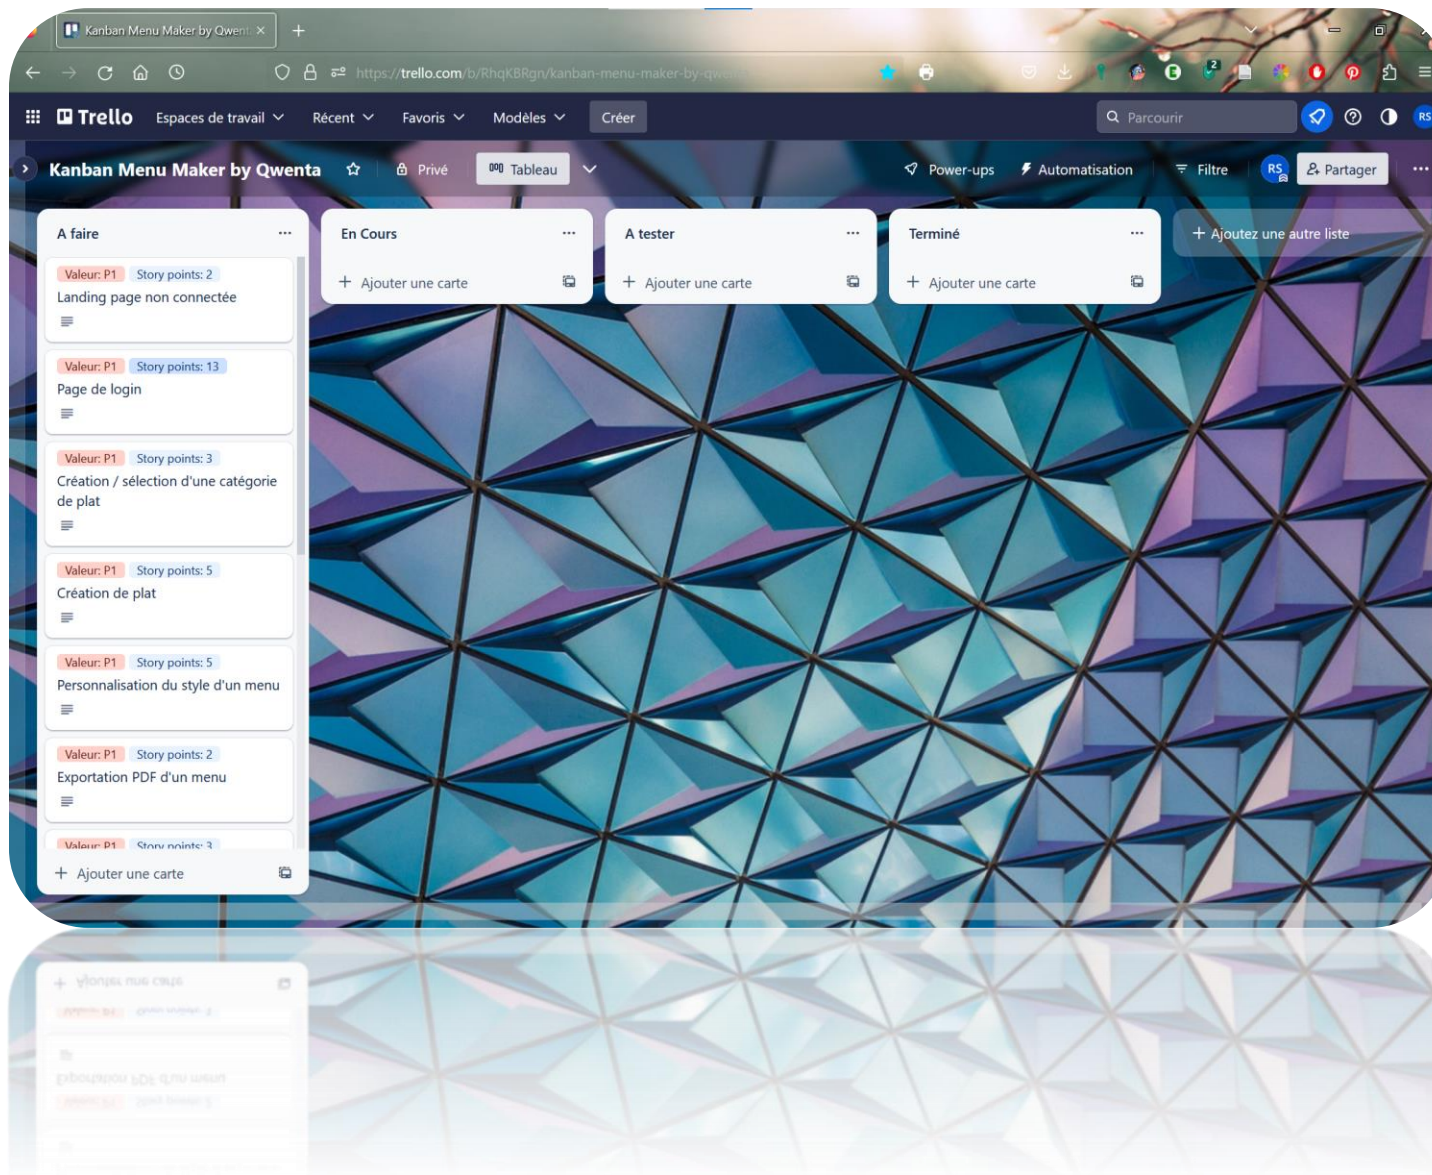 Kanban Menu Maker by Qwent
https://trello.com/b/RhqKBRgn/kanban-menu-maker-by-qwenta
2
Trello
Espaces de travail
Récent
Favoris
Modèles
Créer
Parcourir
RS
Kanban Menu Maker by Qwenta
Privé
Tableau
Power-ups
Automatisation
Filtre
RS
Partager
A faire
Valeur: P1 Story points: 2
Landing page non connectée
Valeur: P1 Story points: 13
Page de login
Valeur: P1 Story points: 3
Création / sélection d'une catégorie
de plat
Valeur: P1 Story points: 5
Création de plat
Valeur: P1 Story points: 5
Personnalisation du style d'un menu
Valeur: P1 Story points: 2
Exportation PDF d'un menu
Valeur: P1 Story points: 3
+ Ajouter une carte
En Cours
+ Ajouter une carte
A tester
+ Ajouter une carte
Terminé
+ Ajouter une carte
+ Ajoutez une autre liste